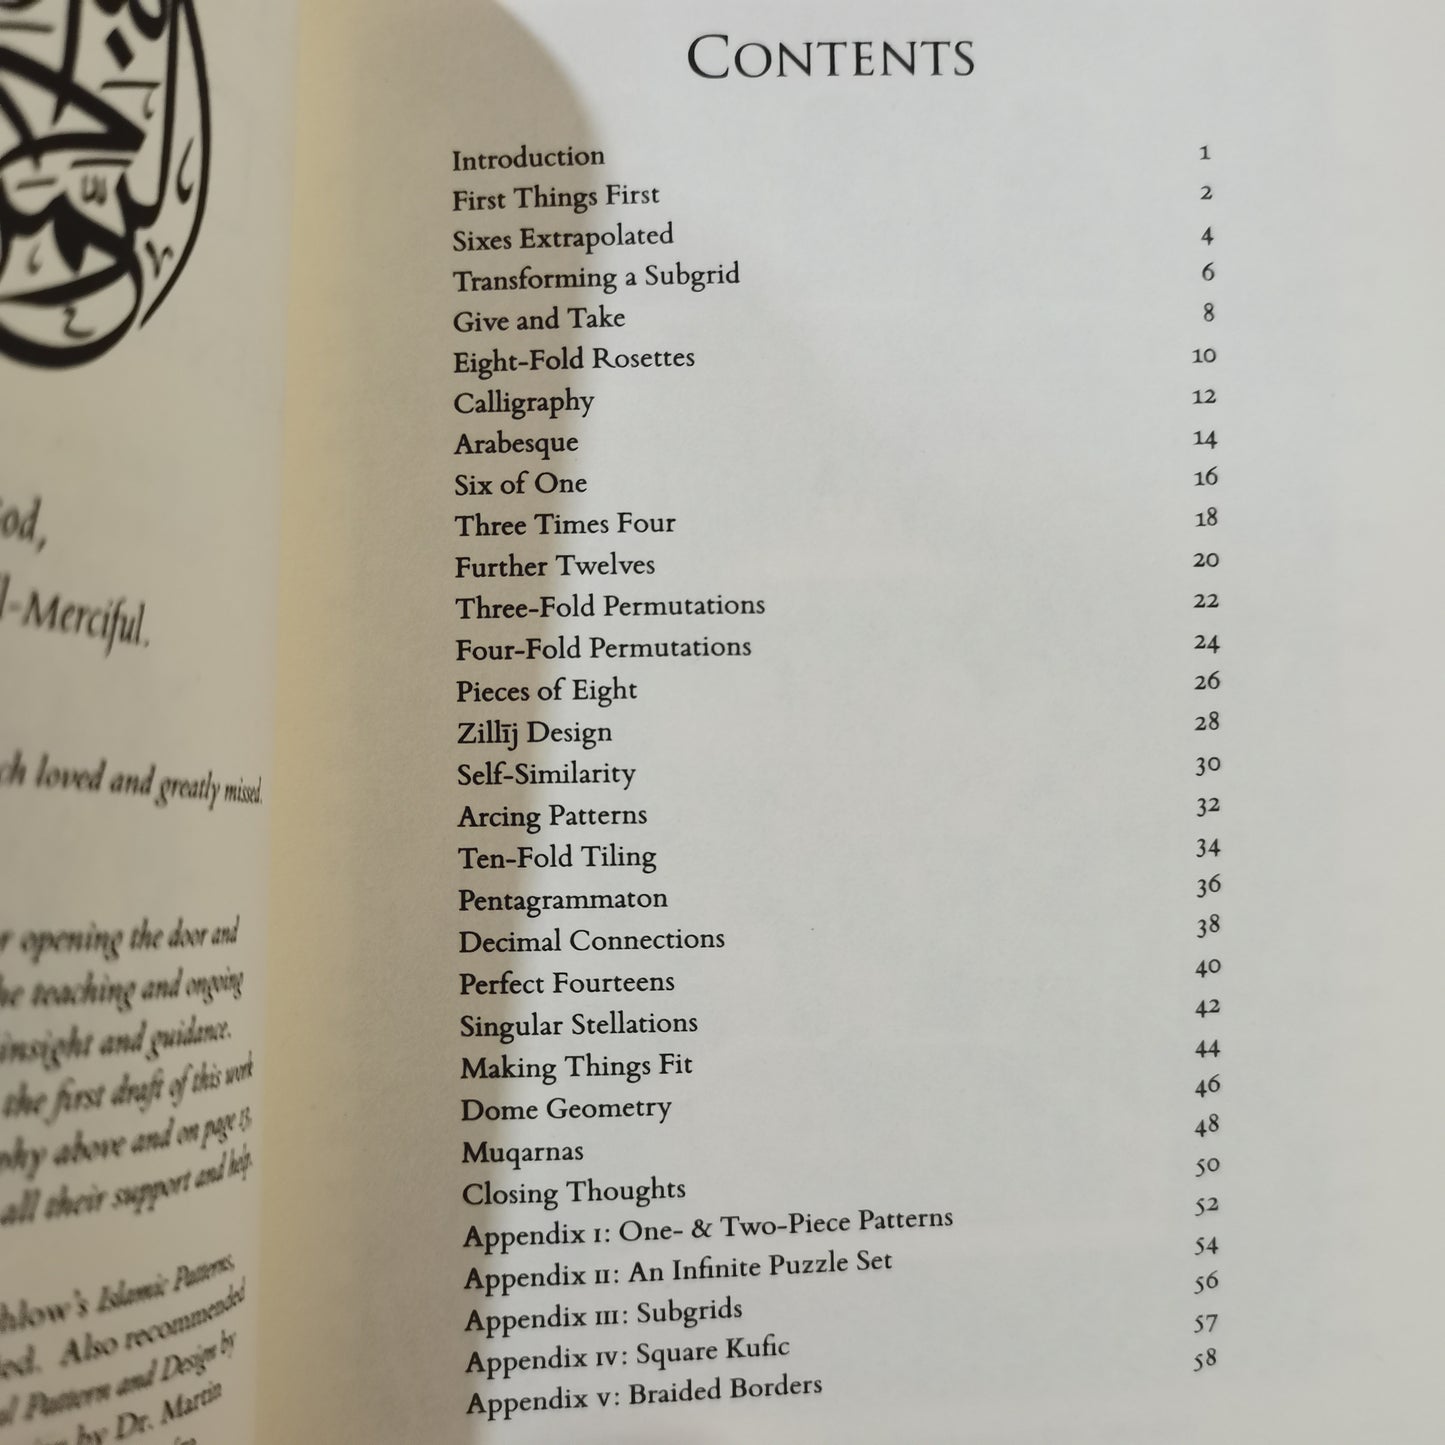 od,
-Merciful.
loved and greatly missed.
opening the door and
teaching and ongoing
insight and guidance.
the first draft of this work
above and on page 13,
all their support and help.
Islamic Patterns,
Also recommended
Pattern and Design by
by Dr. Martin
CONTENTS
Introduction 1
First Things First 2
Sixes Extrapolated 4
Transforming a Subgrid 6
Give and Take 8
Eight-Fold Rosettes 10
Calligraphy 12
Arabesque 14
Six of One 16
Three Times Four 18
Further Twelves 20
Three-Fold Permutations 22
Four-Fold Permutations 24
Pieces of Eight 26
Zillīj Design 28
Self-Similarity 30
Arcing Patterns 32
Ten-Fold Tiling 34
Pentagrammaton 36
Decimal Connections 38
Perfect Fourteens 40
Singular Stellations 42
Making Things Fit 44
Dome Geometry 46
Muqarnas 48
Closing Thoughts 50
Appendix I: One- & Two-Piece Patterns 52
Appendix II: An Infinite Puzzle Set 54
Appendix III: Subgrids 56
Appendix IV: Square Kufic 57
Appendix V: Braided Borders 58